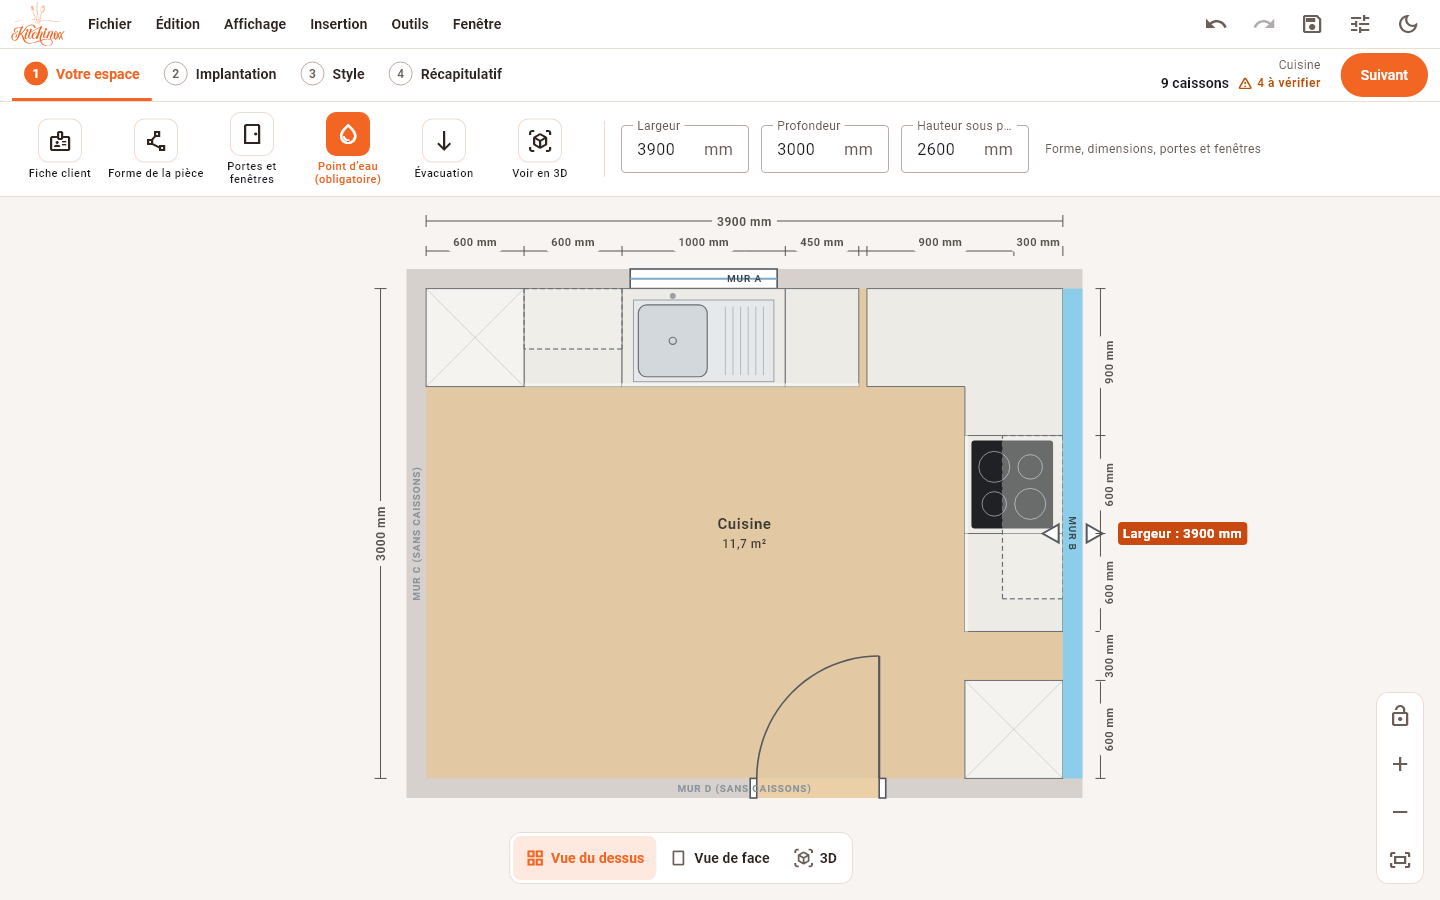 Kitchinox
Fichier
Édition
Affichage
Insertion
Outils
Fenêtre
1 Votre espace
2 Implantation
3 Style
4 Récapitulatif
Cuisine
9 caissons
4 à vérifier
Suivant
Fiche client
Forme de la pièce
Portes et
fenêtres
Point d'eau
(obligatoire)
Évacuation
Voir en 3D
Largeur
3900 mm
Profondeur
3000 mm
Hauteur sous p...
2600 mm
Forme, dimensions, portes et fenêtres
3900 mm
600 mm
600 mm
1000 mm
450 mm
900 mm
300 mm
MUR A
3000 mm
MUR C (SANS CAISSONS)
Cuisine
11,7 m²
MUR B
Largeur : 3900 mm
900 mm
600 mm
600 mm
300 mm
600 mm
MUR D (SANS CAISSONS)
Vue du dessus
Vue de face
3D